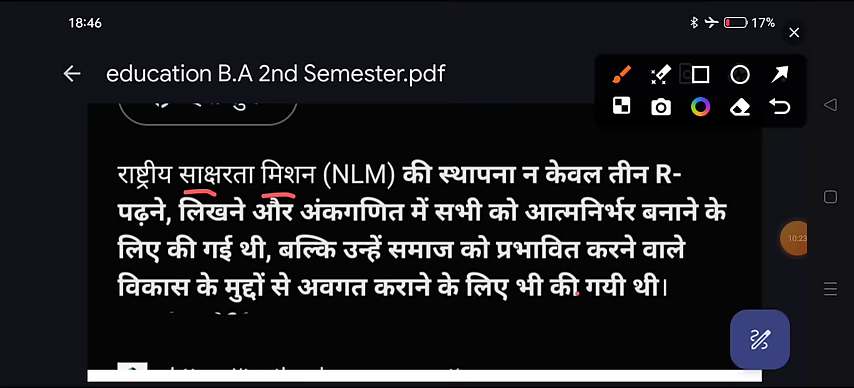 18:46 17%
education B.A 2nd Semester.pdf
राष्ट्रीय साक्षरता मिशन (NLM) की स्थापना न केवल तीन R-
पढ़ने, लिखने और अंकगणित में सभी को आत्मनिर्भर बनाने के
लिए की गई थी, बल्कि उन्हें समाज को प्रभावित करने वाले
10:23
विकास के मुद्दों से अवगत कराने के लिए भी की गयी थी।